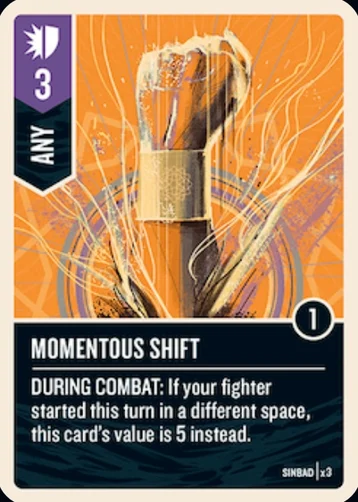 3
ANY
1
MOMENTOUS SHIFT
DURING COMBAT: If your fighter
started this turn in a different space,
this card's value is 5 instead.
SINBAD | x3